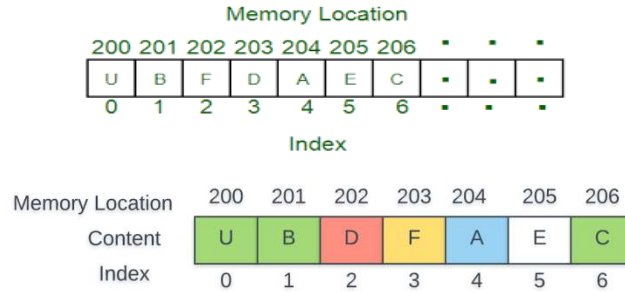 Memory Location
200 201 202 203 204 205 206 - - -
U B F D A E C - - -
0 1 2 3 4 5 6 - - -
Index
Memory Location 200 201 202 203 204 205 206
Content U B D F A E C
Index 0 1 2 3 4 5 6